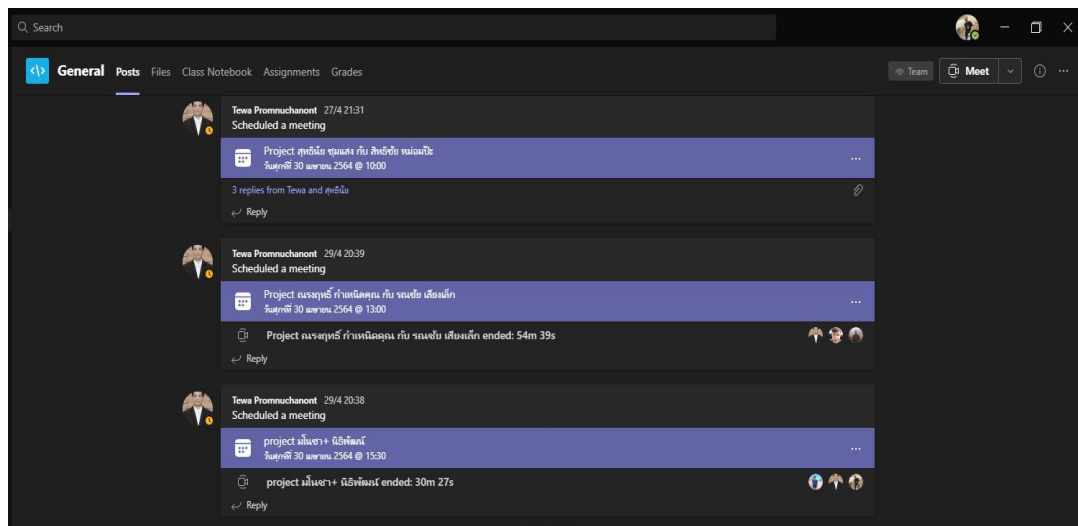 Search
General Posts Files Class Notebook Assignments Grades
Team Meet
Tewa Promnuchanont 27/4 21:31
Scheduled a meeting
Project สุทธินัย ชุมแสง กับ สิทธิชัย หม่อมป๊ะ
วันศุกร์ที่ 30 เมษายน 2564 @ 10:00
3 replies from Tewa and สุทธินัย
Reply
Tewa Promnuchanont 29/4 20:39
Scheduled a meeting
Project ณรงฤทธิ์ กำเหนิดคุณ กับ รณชัย เสียงเล็ก
วันศุกร์ที่ 30 เมษายน 2564 @ 13:00
Project ณรงฤทธิ์ กำเหนิดคุณ กับ รณชัย เสียงเล็ก ended: 54m 39s
Reply
Tewa Promnuchanont 29/4 20:38
Scheduled a meeting
project มโนชา+ นิธิพัฒน์
วันศุกร์ที่ 30 เมษายน 2564 @ 15:30
project มโนชา+ นิธิพัฒน์ ended: 30m 27s
Reply